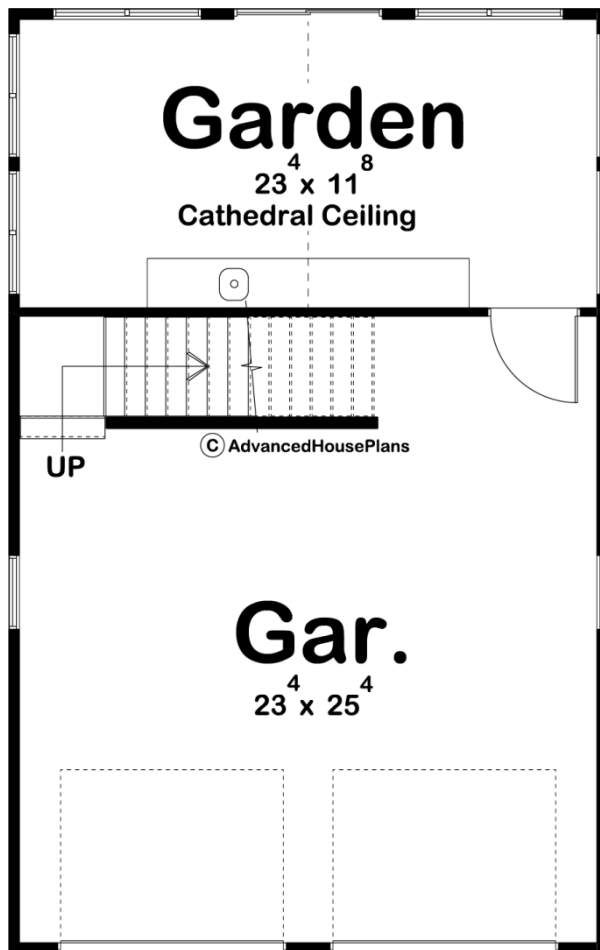 Garden
23⁴ x 11⁸
Cathedral Ceiling
© AdvancedHousePlans
UP
Gar.
23⁴ x 25⁴